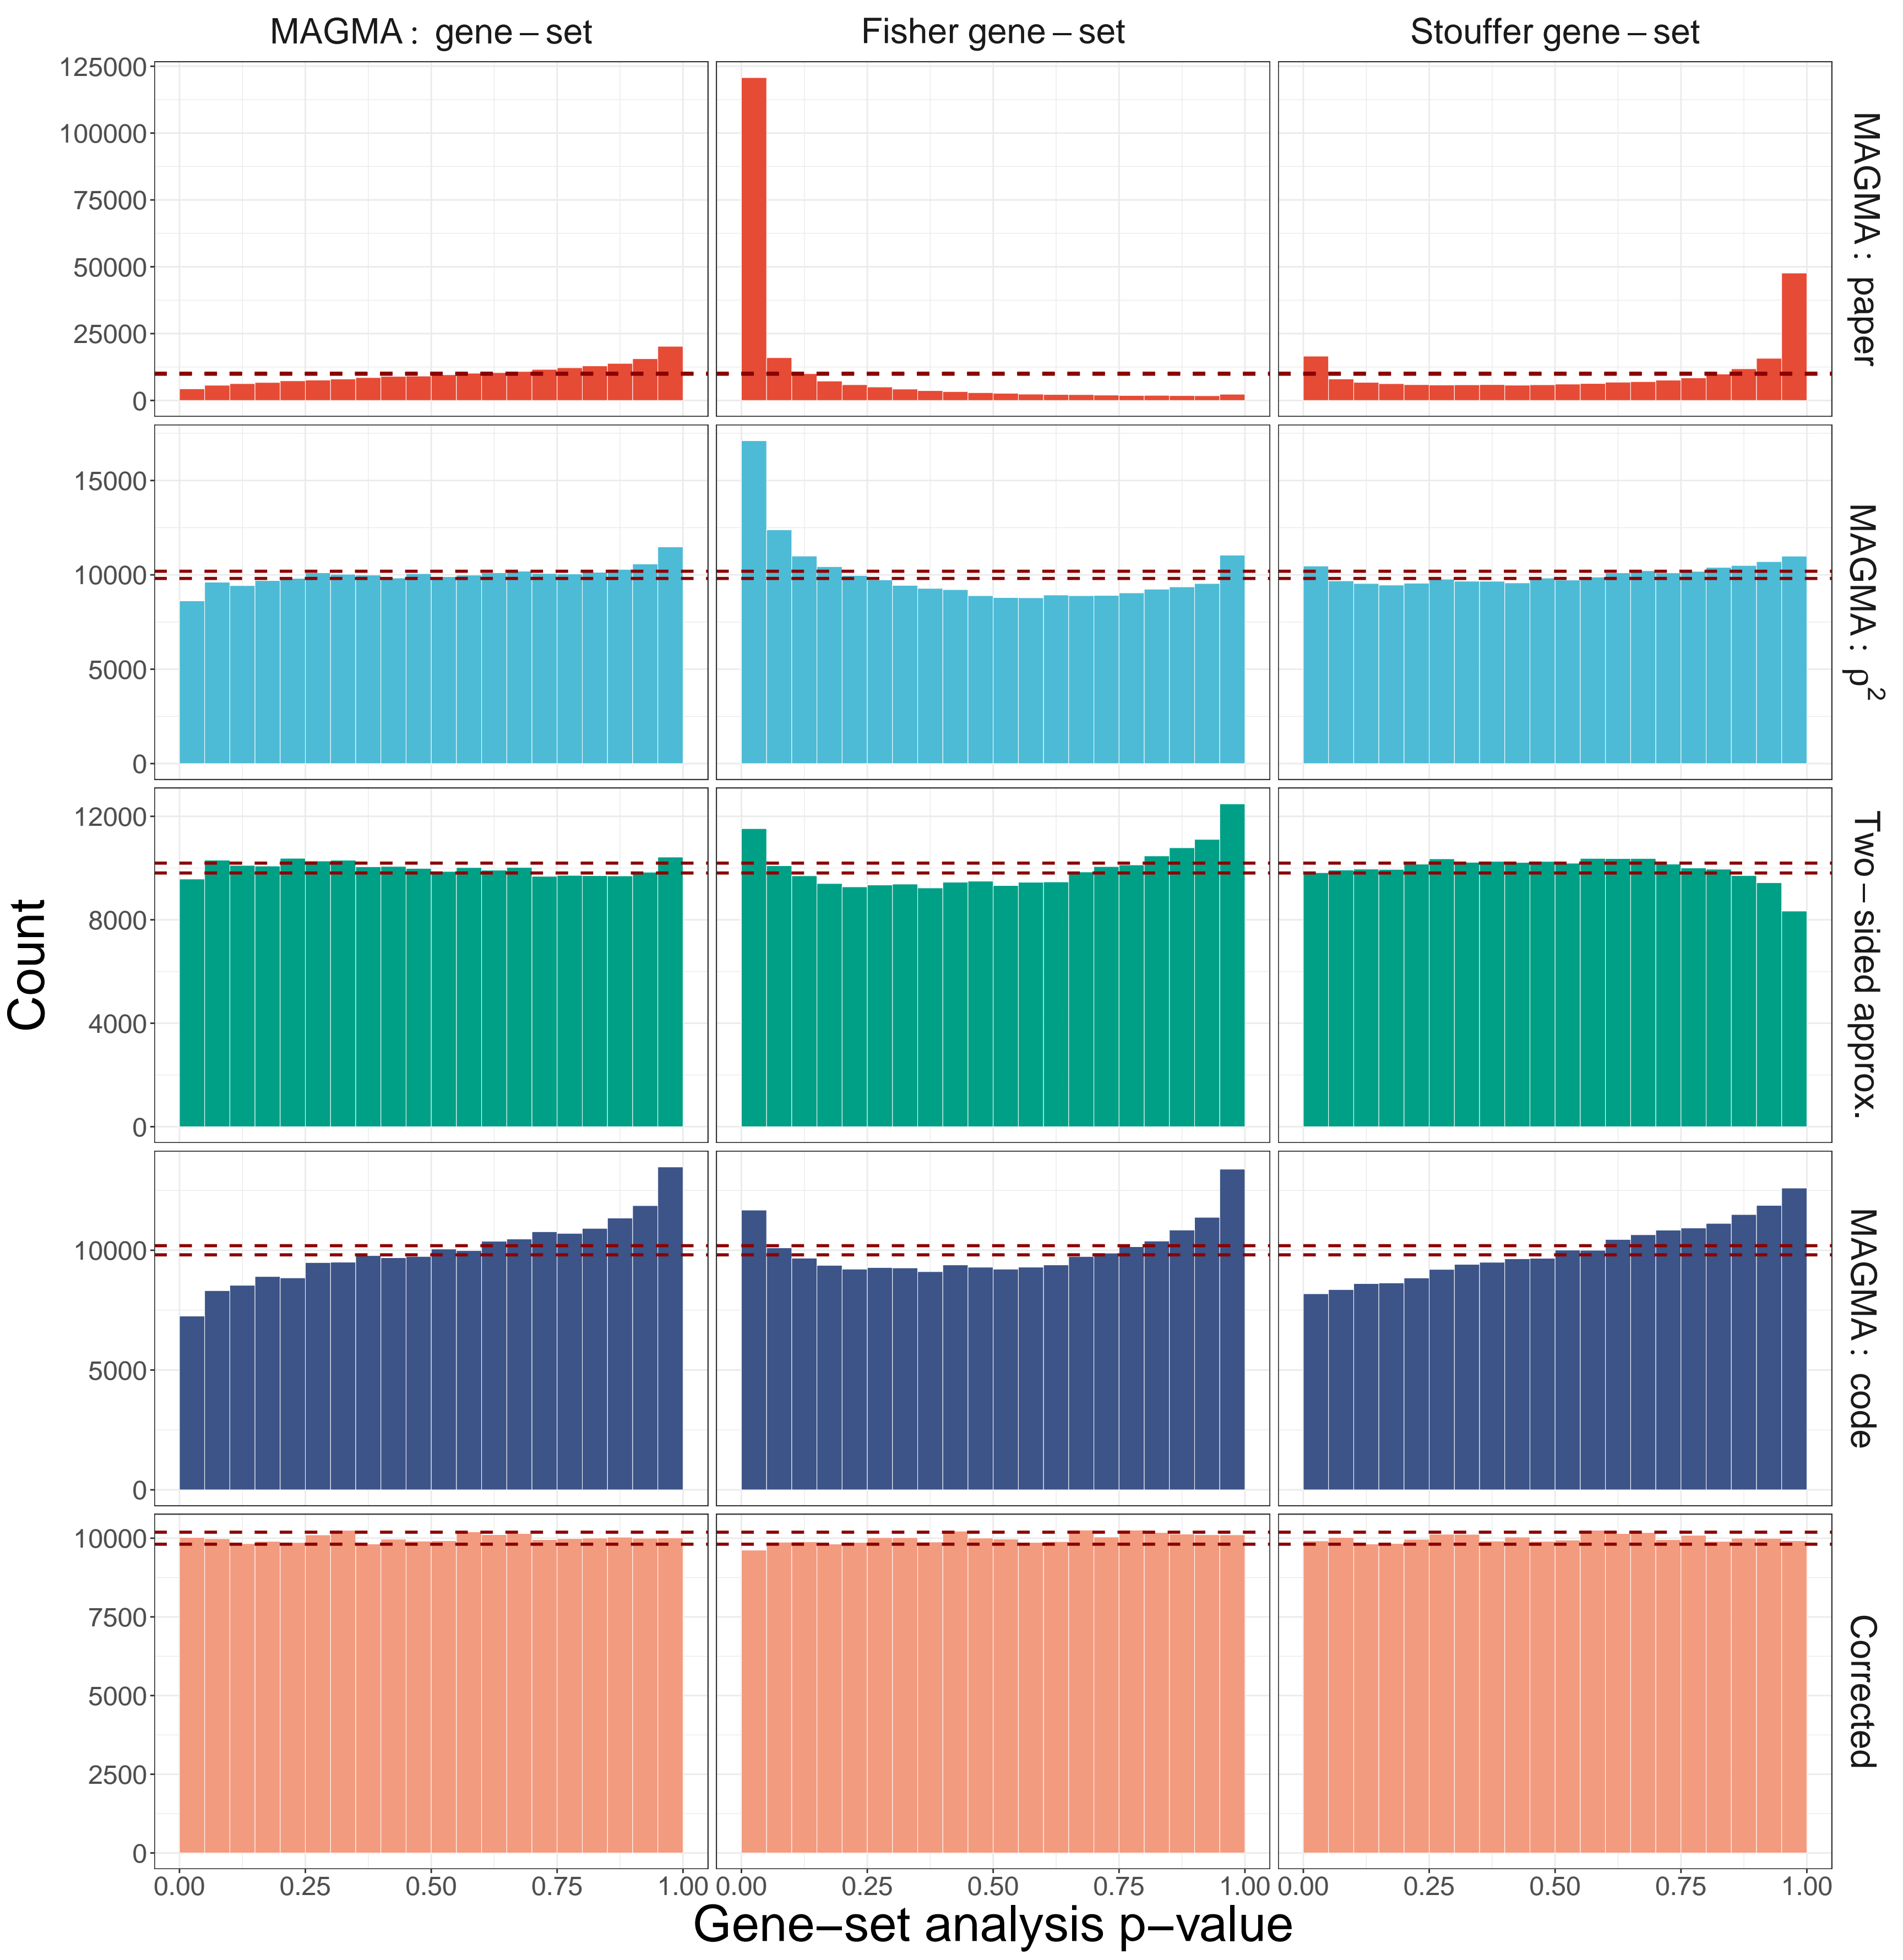 MAGMA : gene – set
Fisher gene – set
Stouffer gene – set
125000
100000
75000
50000
25000
0
MAGMA : paper
15000
10000
5000
0
MAGMA : ρ²
12000
8000
4000
0
Two – sided approx.
10000
5000
0
MAGMA : code
10000
7500
5000
2500
0
Corrected
Count
0.00 0.25 0.50 0.75 1.00 0.00 0.25 0.50 0.75 1.00 0.00 0.25 0.50 0.75 1.00
Gene–set analysis p–value